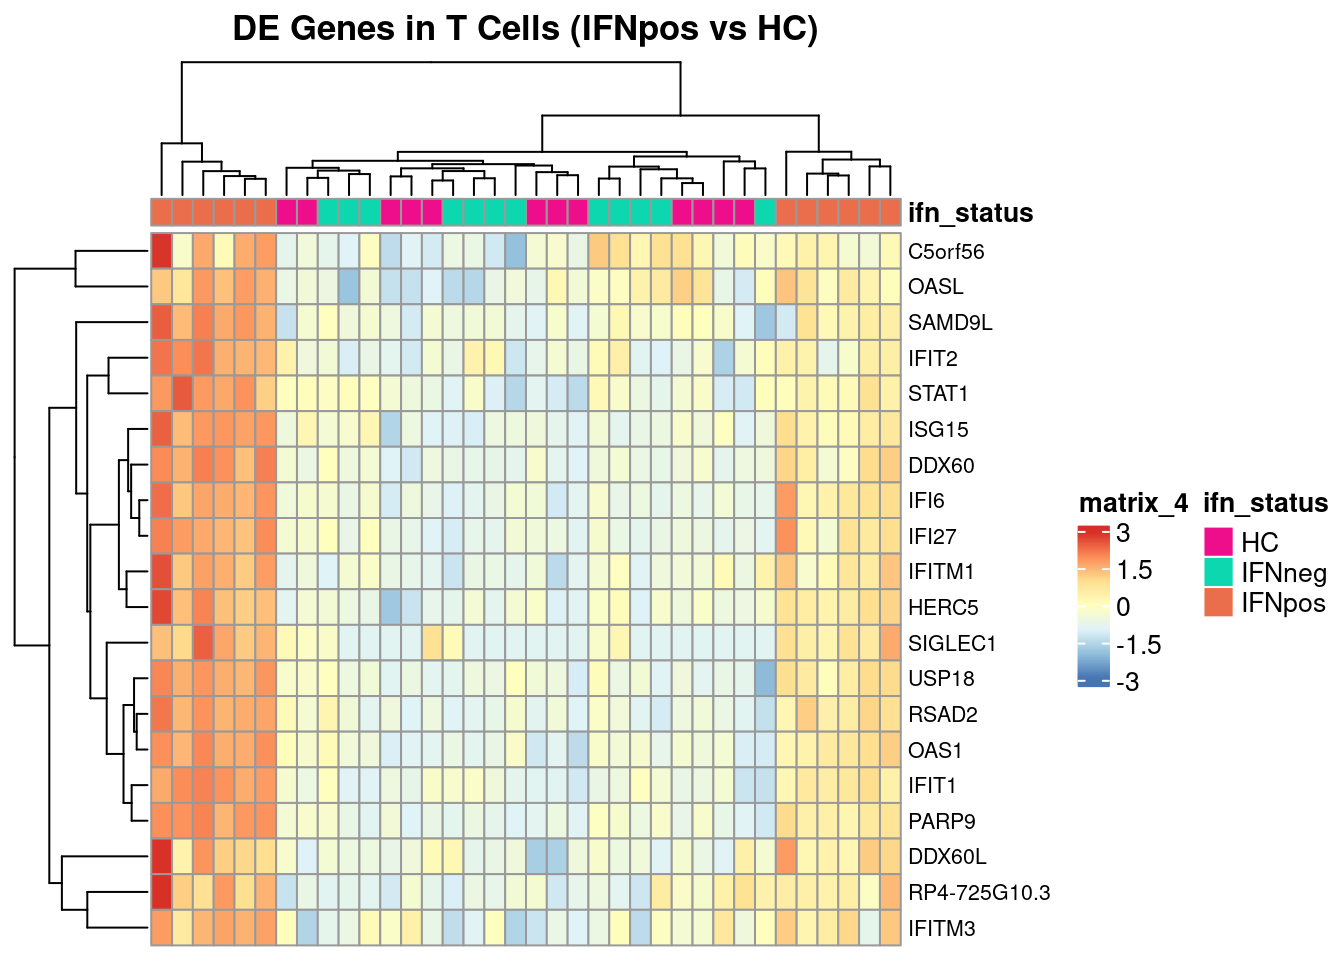 DE Genes in T Cells (IFNpos vs HC)
ifn_status
C5orf56
OASL
SAMD9L
IFIT2
STAT1
ISG15
DDX60
IFI6
IFI27
IFITM1
HERC5
SIGLEC1
USP18
RSAD2
OAS1
IFIT1
PARP9
DDX60L
RP4-725G10.3
IFITM3
matrix_4
3
1.5
0
-1.5
-3
ifn_status
HC
IFNneg
IFNpos